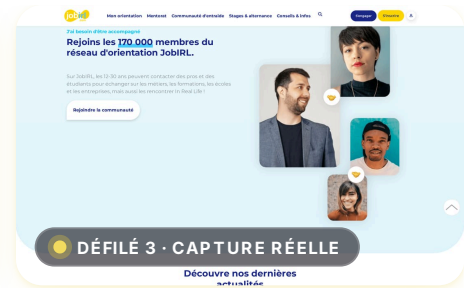 jobIRL
Mon orientation Mentorat Communauté d'entraide Stages & alternance Conseils & Infos
S'engager
S'inscrire
J'ai besoin d'être accompagné
Rejoins les 170 000 membres du
réseau d'orientation JobIRL.
Sur JobIRL, les 12-30 ans peuvent contacter des pros et des
étudiants pour échanger sur les métiers, les formations, les écoles
et les entreprises, mais aussi les rencontrer In Real Life !
Rejoindre la communauté
DÉFILÉ 3 · CAPTURE RÉELLE
Découvre nos dernières
actualités